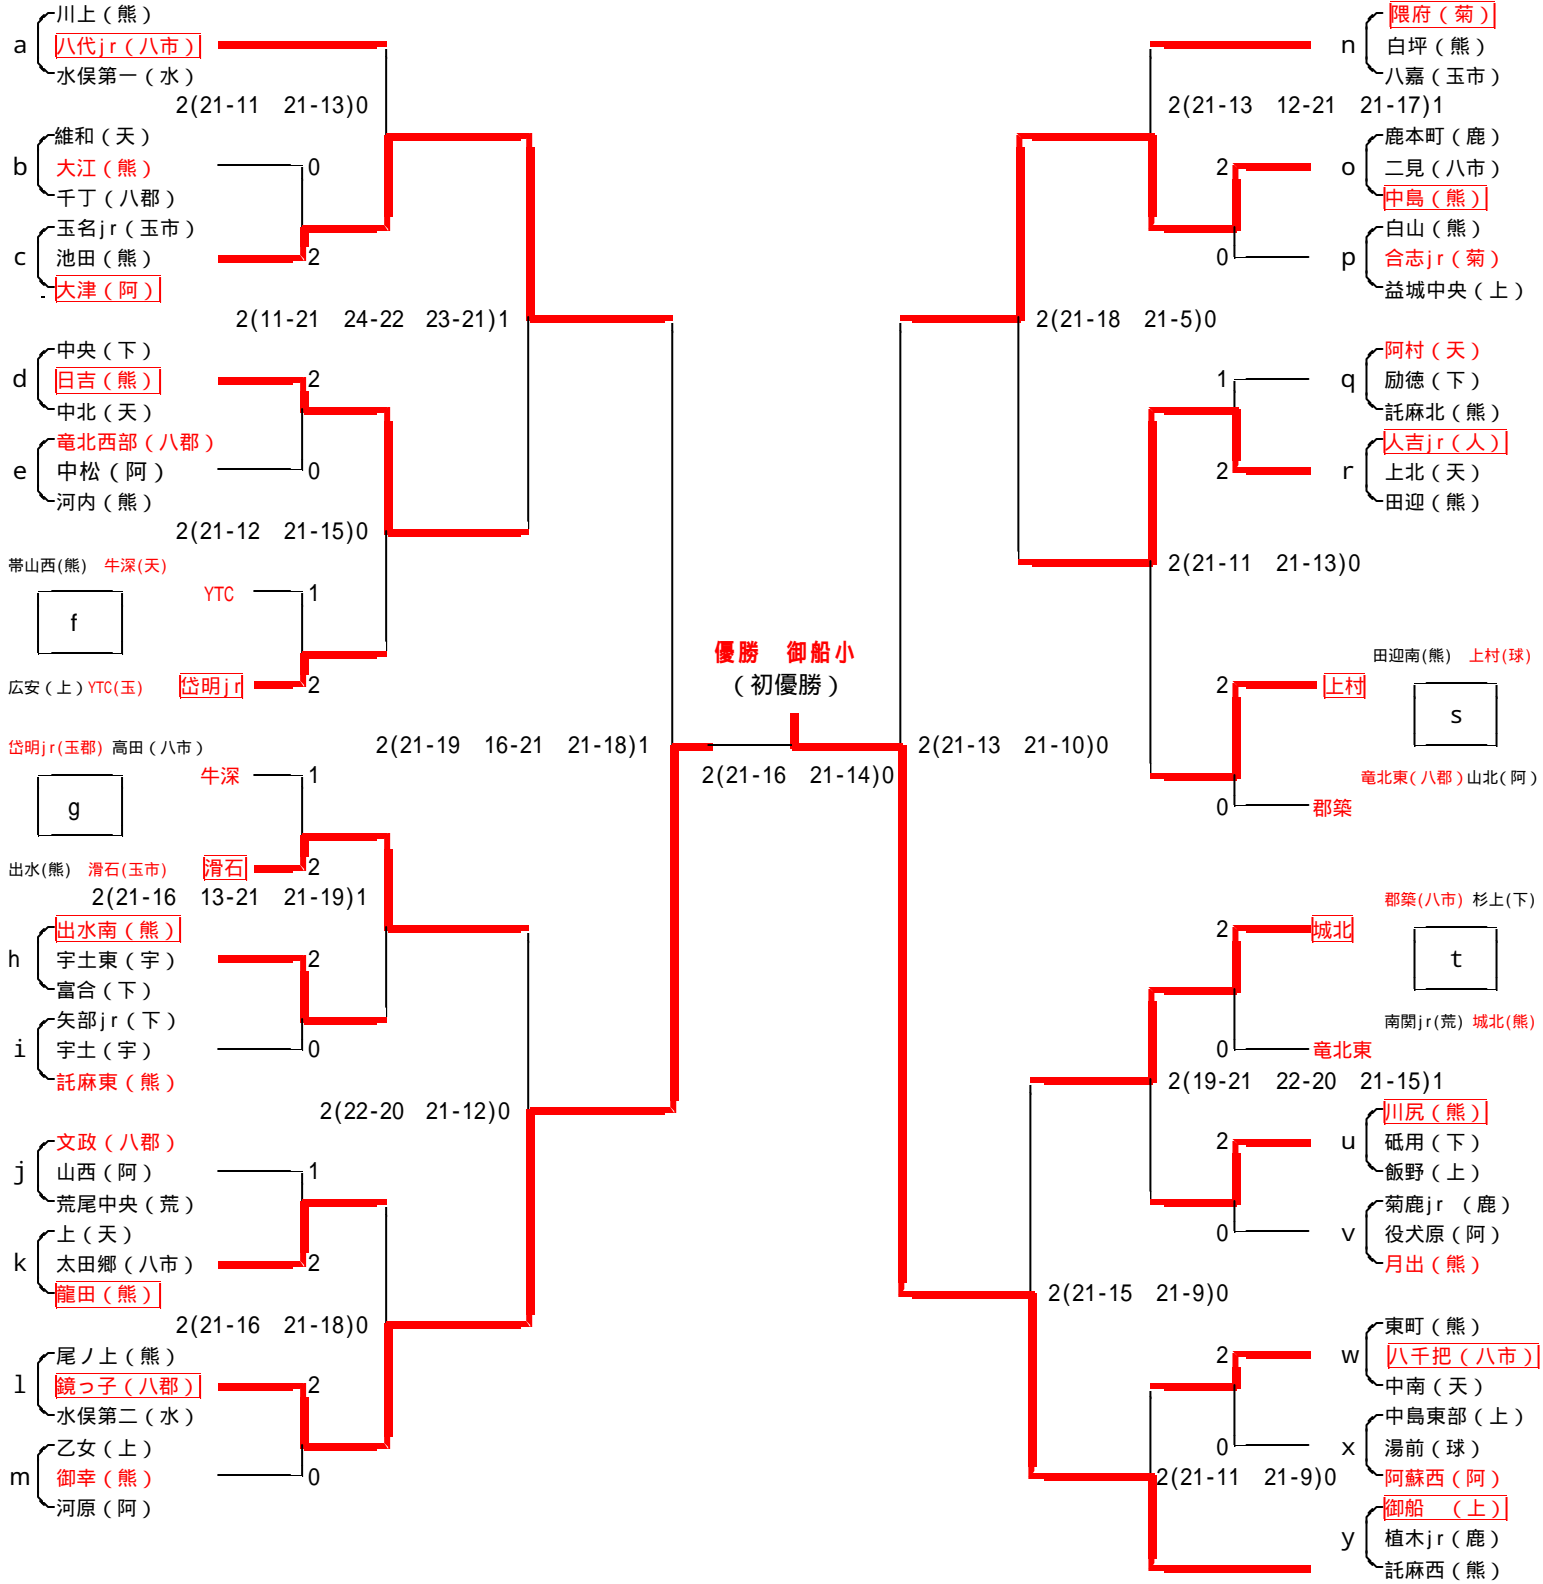 川上（熊）
a
八代jr（八市）
水俣第一（水）
2(21-11 21-13)0
維和（天）
b
大江（熊）
0
千丁（八郡）
玉名jr（玉市）
c
池田（熊）
2
大津（阿）
2(11-21 24-22 23-21)1
中央（下）
d
日吉（熊）
2
中北（天）
竜北西部（八郡）
e
中松（阿）
0
河内（熊）
2(21-12 21-15)0
帯山西(熊) 牛深(天)
YTC
1
f
広安（上）YTC(玉)
岱明jr
2
岱明jr(玉郡) 高田（八市）
2(21-19 16-21 21-18)1
牛深
1
g
出水(熊) 滑石(玉市)
滑石
2
2(21-16 13-21 21-19)1
出水南（熊）
h
宇土東（宇）
2
富合（下）
矢部jr（下）
i
宇土（宇）
0
託麻東（熊）
2(22-20 21-12)0
文政（八郡）
j
山西（阿）
1
荒尾中央（荒）
上（天）
k
太田郷（八市）
2
龍田（熊）
2(21-16 21-18)0
尾ノ上（熊）
l
鏡っ子（八郡）
2
水俣第二（水）
乙女（上）
m
御幸（熊）
0
河原（阿）
優勝 御船小
（初優勝）
2(21-16 21-14)0
隈府（菊）
n
白坪（熊）
八嘉（玉市）
2(21-13 12-21 21-17)1
鹿本町（鹿）
2
o
二見（八市）
中島（熊）
白山（熊）
0
p
合志jr（菊）
益城中央（上）
2(21-18 21-5)0
阿村（天）
1
q
励徳（下）
託麻北（熊）
人吉jr（人）
2
r
上北（天）
田迎（熊）
2(21-11 21-13)0
田迎南(熊) 上村(球)
2
上村
s
2(21-13 21-10)0
竜北東（八郡）山北(阿)
0
郡築
郡築(八市) 杉上(下)
2
城北
t
南関jr(荒) 城北(熊)
0
竜北東
2(19-21 22-20 21-15)1
川尻（熊）
2
u
砥用（下）
飯野（上）
菊鹿jr （鹿）
0
v
役犬原（阿）
月出（熊）
2(21-15 21-9)0
東町（熊）
2
w
八千把（八市）
中南（天）
中島東部（上）
0
x
湯前（球）
2(21-11 21-9)0
阿蘇西（阿）
御船 （上）
y
植木jr（鹿）
託麻西（熊）